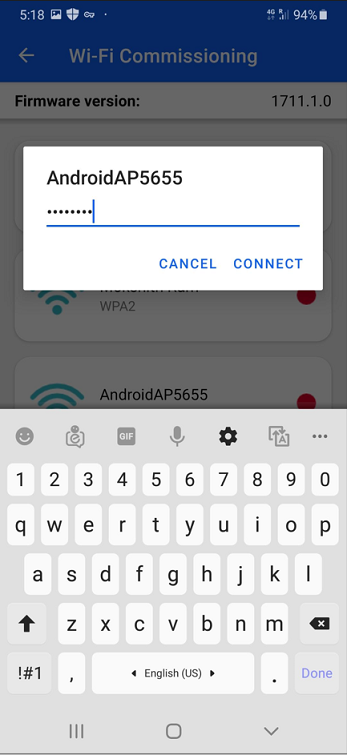 5:18 4G R 94%
Wi-Fi Commissioning
Firmware version: 1711.1.0
AndroidAP5655
••••••••
CANCEL CONNECT
WPA2
AndroidAP5655
GIF
1 2 3 4 5 6 7 8 9 0
q w e r t y u i o p
a s d f g h j k l
z x c v b n m
!#1 , English (US) . Done